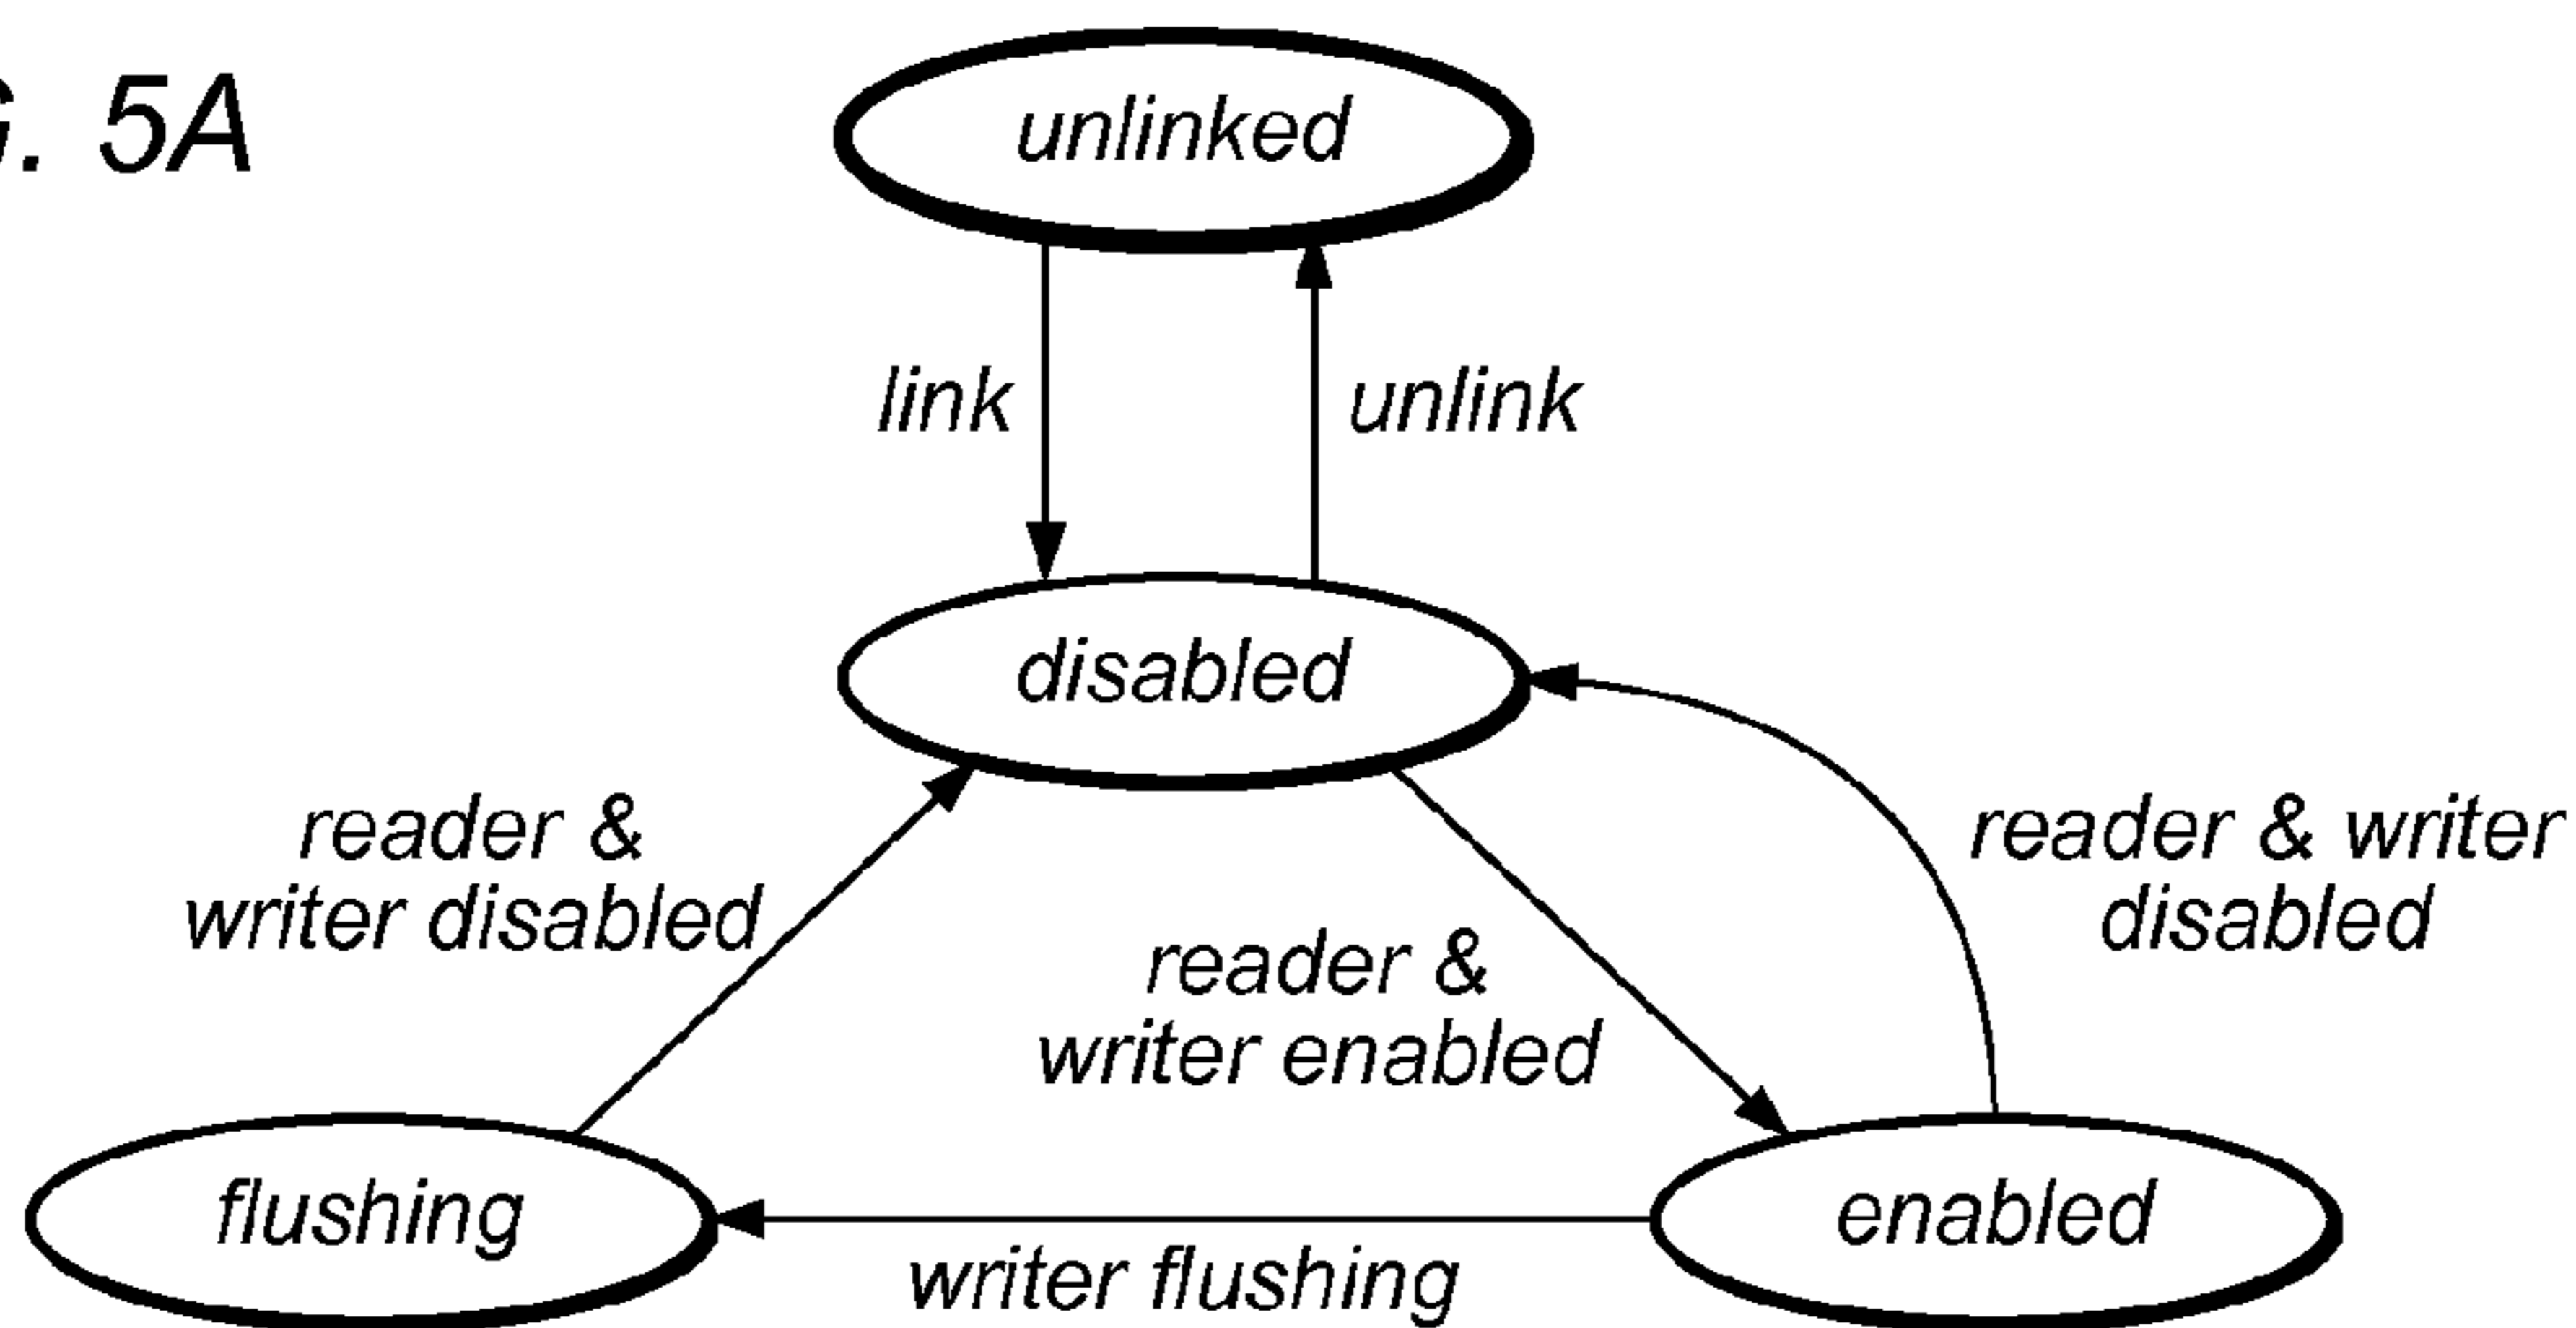 G. 5A
unlinked
link
unlink
disabled
reader &
writer disabled
reader & writer
disabled
reader &
writer enabled
flushing
enabled
writer flushing